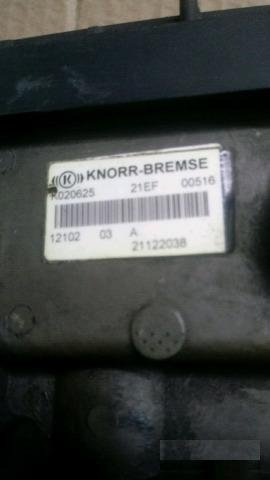 KNORR-BREMSE
K020625 21EF 00516
12102 03 A
21122038